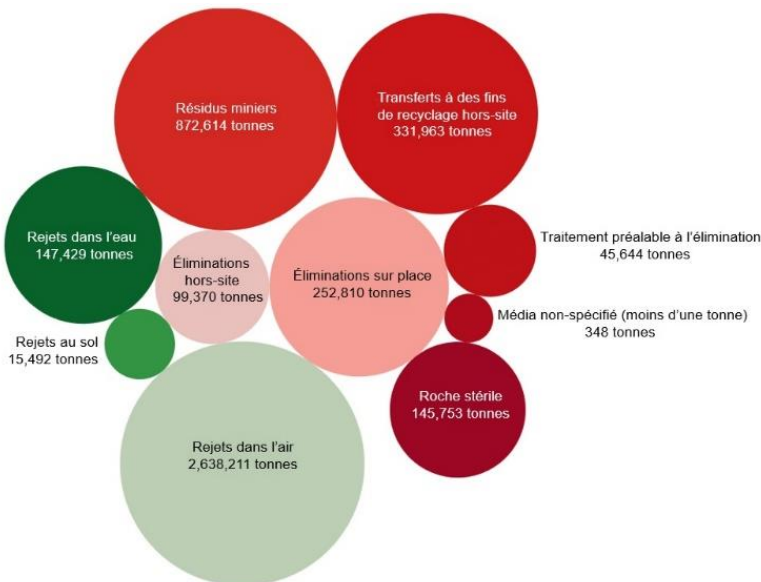 Résidus miniers
872,614 tonnes
Transferts à des fins
de recyclage hors-site
331,963 tonnes
Rejets dans l'eau
147,429 tonnes
Éliminations
hors-site
99,370 tonnes
Éliminations sur place
252,810 tonnes
Traitement préalable à l'élimination
45,644 tonnes
Média non-spécifié (moins d'une tonne)
348 tonnes
Rejets au sol
15,492 tonnes
Roche stérile
145,753 tonnes
Rejets dans l'air
2,638,211 tonnes